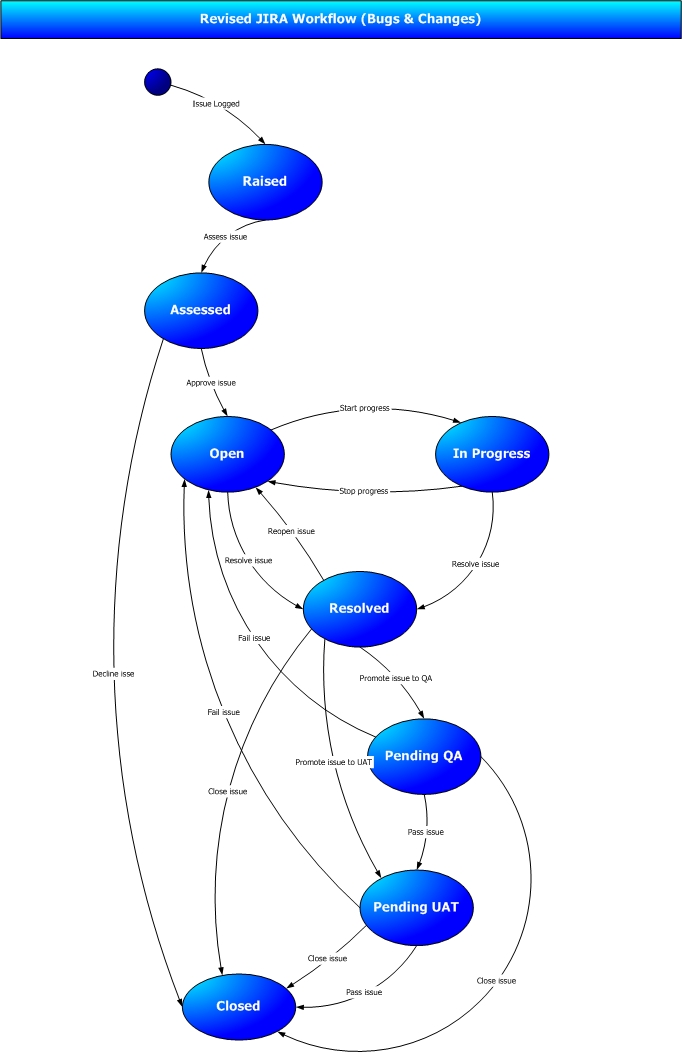 Revised JIRA Workflow (Bugs & Changes)
Issue Logged
Raised
Assess issue
Assessed
Approve issue
Start progress
Open
In Progress
Stop progress
Reopen issue
Resolve issue
Resolve issue
Resolved
Fail issue
Decline isse
Promote issue to QA
Fail issue
Pending QA
Promote issue to UAT
Close issue
Pass issue
Pending UAT
Close issue
Close issue
Pass issue
Closed